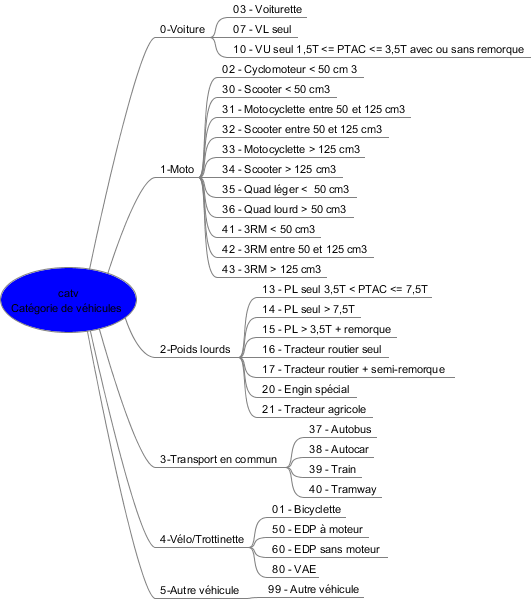 catv
Catégorie de véhicules
0-Voiture
03 - Voiturette
07 - VL seul
10 - VU seul 1,5T <= PTAC <= 3,5T avec ou sans remorque
1-Moto
02 - Cyclomoteur < 50 cm 3
30 - Scooter < 50 cm3
31 - Motocyclette entre 50 et 125 cm3
32 - Scooter entre 50 et 125 cm3
33 - Motocyclette > 125 cm3
34 - Scooter > 125 cm3
35 - Quad léger <  50 cm3
36 - Quad lourd > 50 cm3
41 - 3RM < 50 cm3
42 - 3RM entre 50 et 125 cm3
43 - 3RM > 125 cm3
2-Poids lourds
13 - PL seul 3,5T < PTAC <= 7,5T
14 - PL seul > 7,5T
15 - PL > 3,5T + remorque
16 - Tracteur routier seul
17 - Tracteur routier + semi-remorque
20 - Engin spécial
21 - Tracteur agricole
3-Transport en commun
37 - Autobus
38 - Autocar
39 - Train
40 - Tramway
4-Vélo/Trottinette
01 - Bicyclette
50 - EDP à moteur
60 - EDP sans moteur
80 - VAE
5-Autre véhicule
99 - Autre véhicule